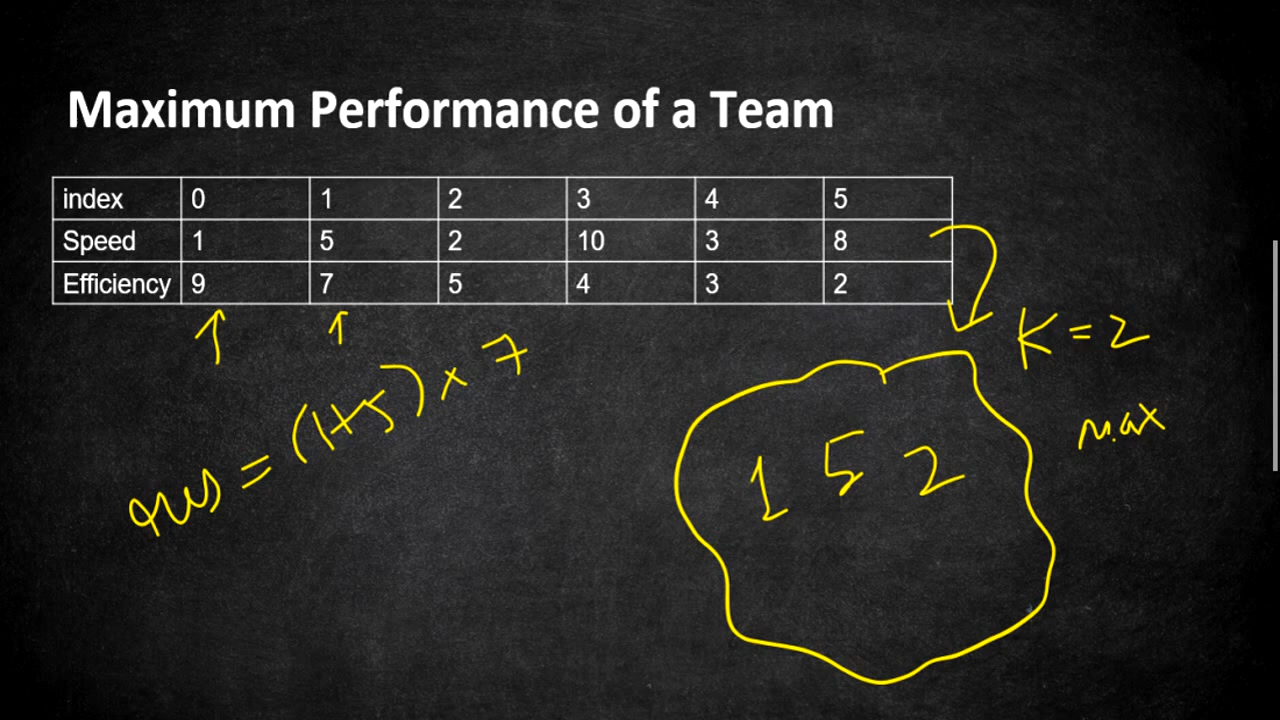 Maximum Performance of a Team
index 0 1 2 3 4 5
Speed 1 5 2 10 3 8
Efficiency 9 7 5 4 3 2
K = 2
max
ans = (1+5) x 7
1 5 2